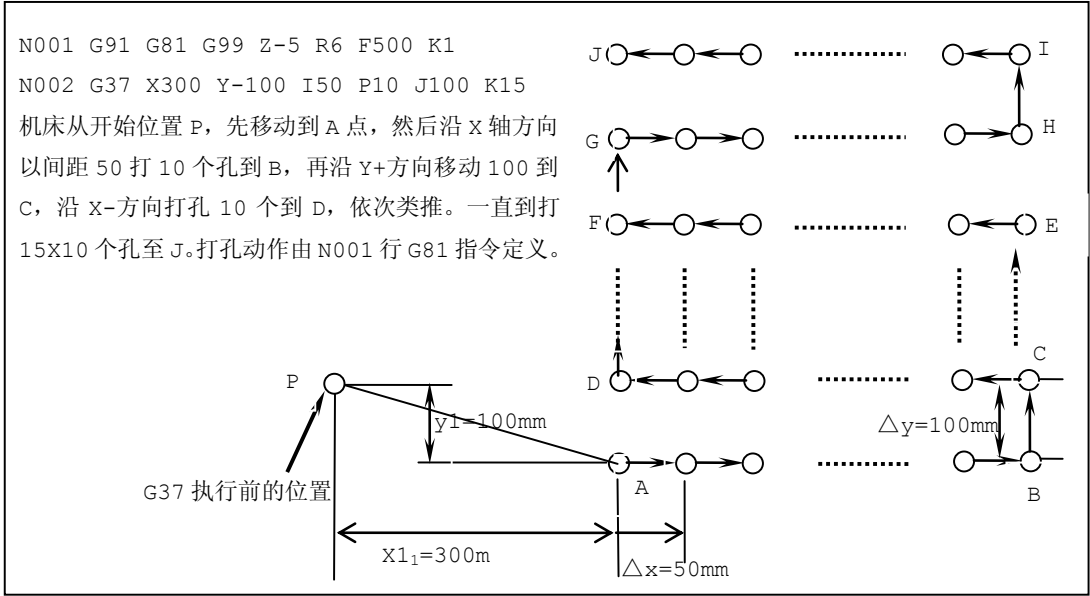 N001 G91 G81 G99 Z-5 R6 F500 K1
N002 G37 X300 Y-100 I50 P10 J100 K15
机床从开始位置 P，先移动到 A 点，然后沿 X 轴方向
以间距 50 打 10 个孔到 B，再沿 Y+方向移动 100 到
C，沿 X-方向打孔 10 个到 D，依次类推。一直到打
15X10 个孔至 J。打孔动作由 N001 行 G81 指令定义。
J
I
G
H
F
E
P
D
C
y1=100mm
△y=100mm
A
B
G37 执行前的位置
X1₁=300m
△x=50mm